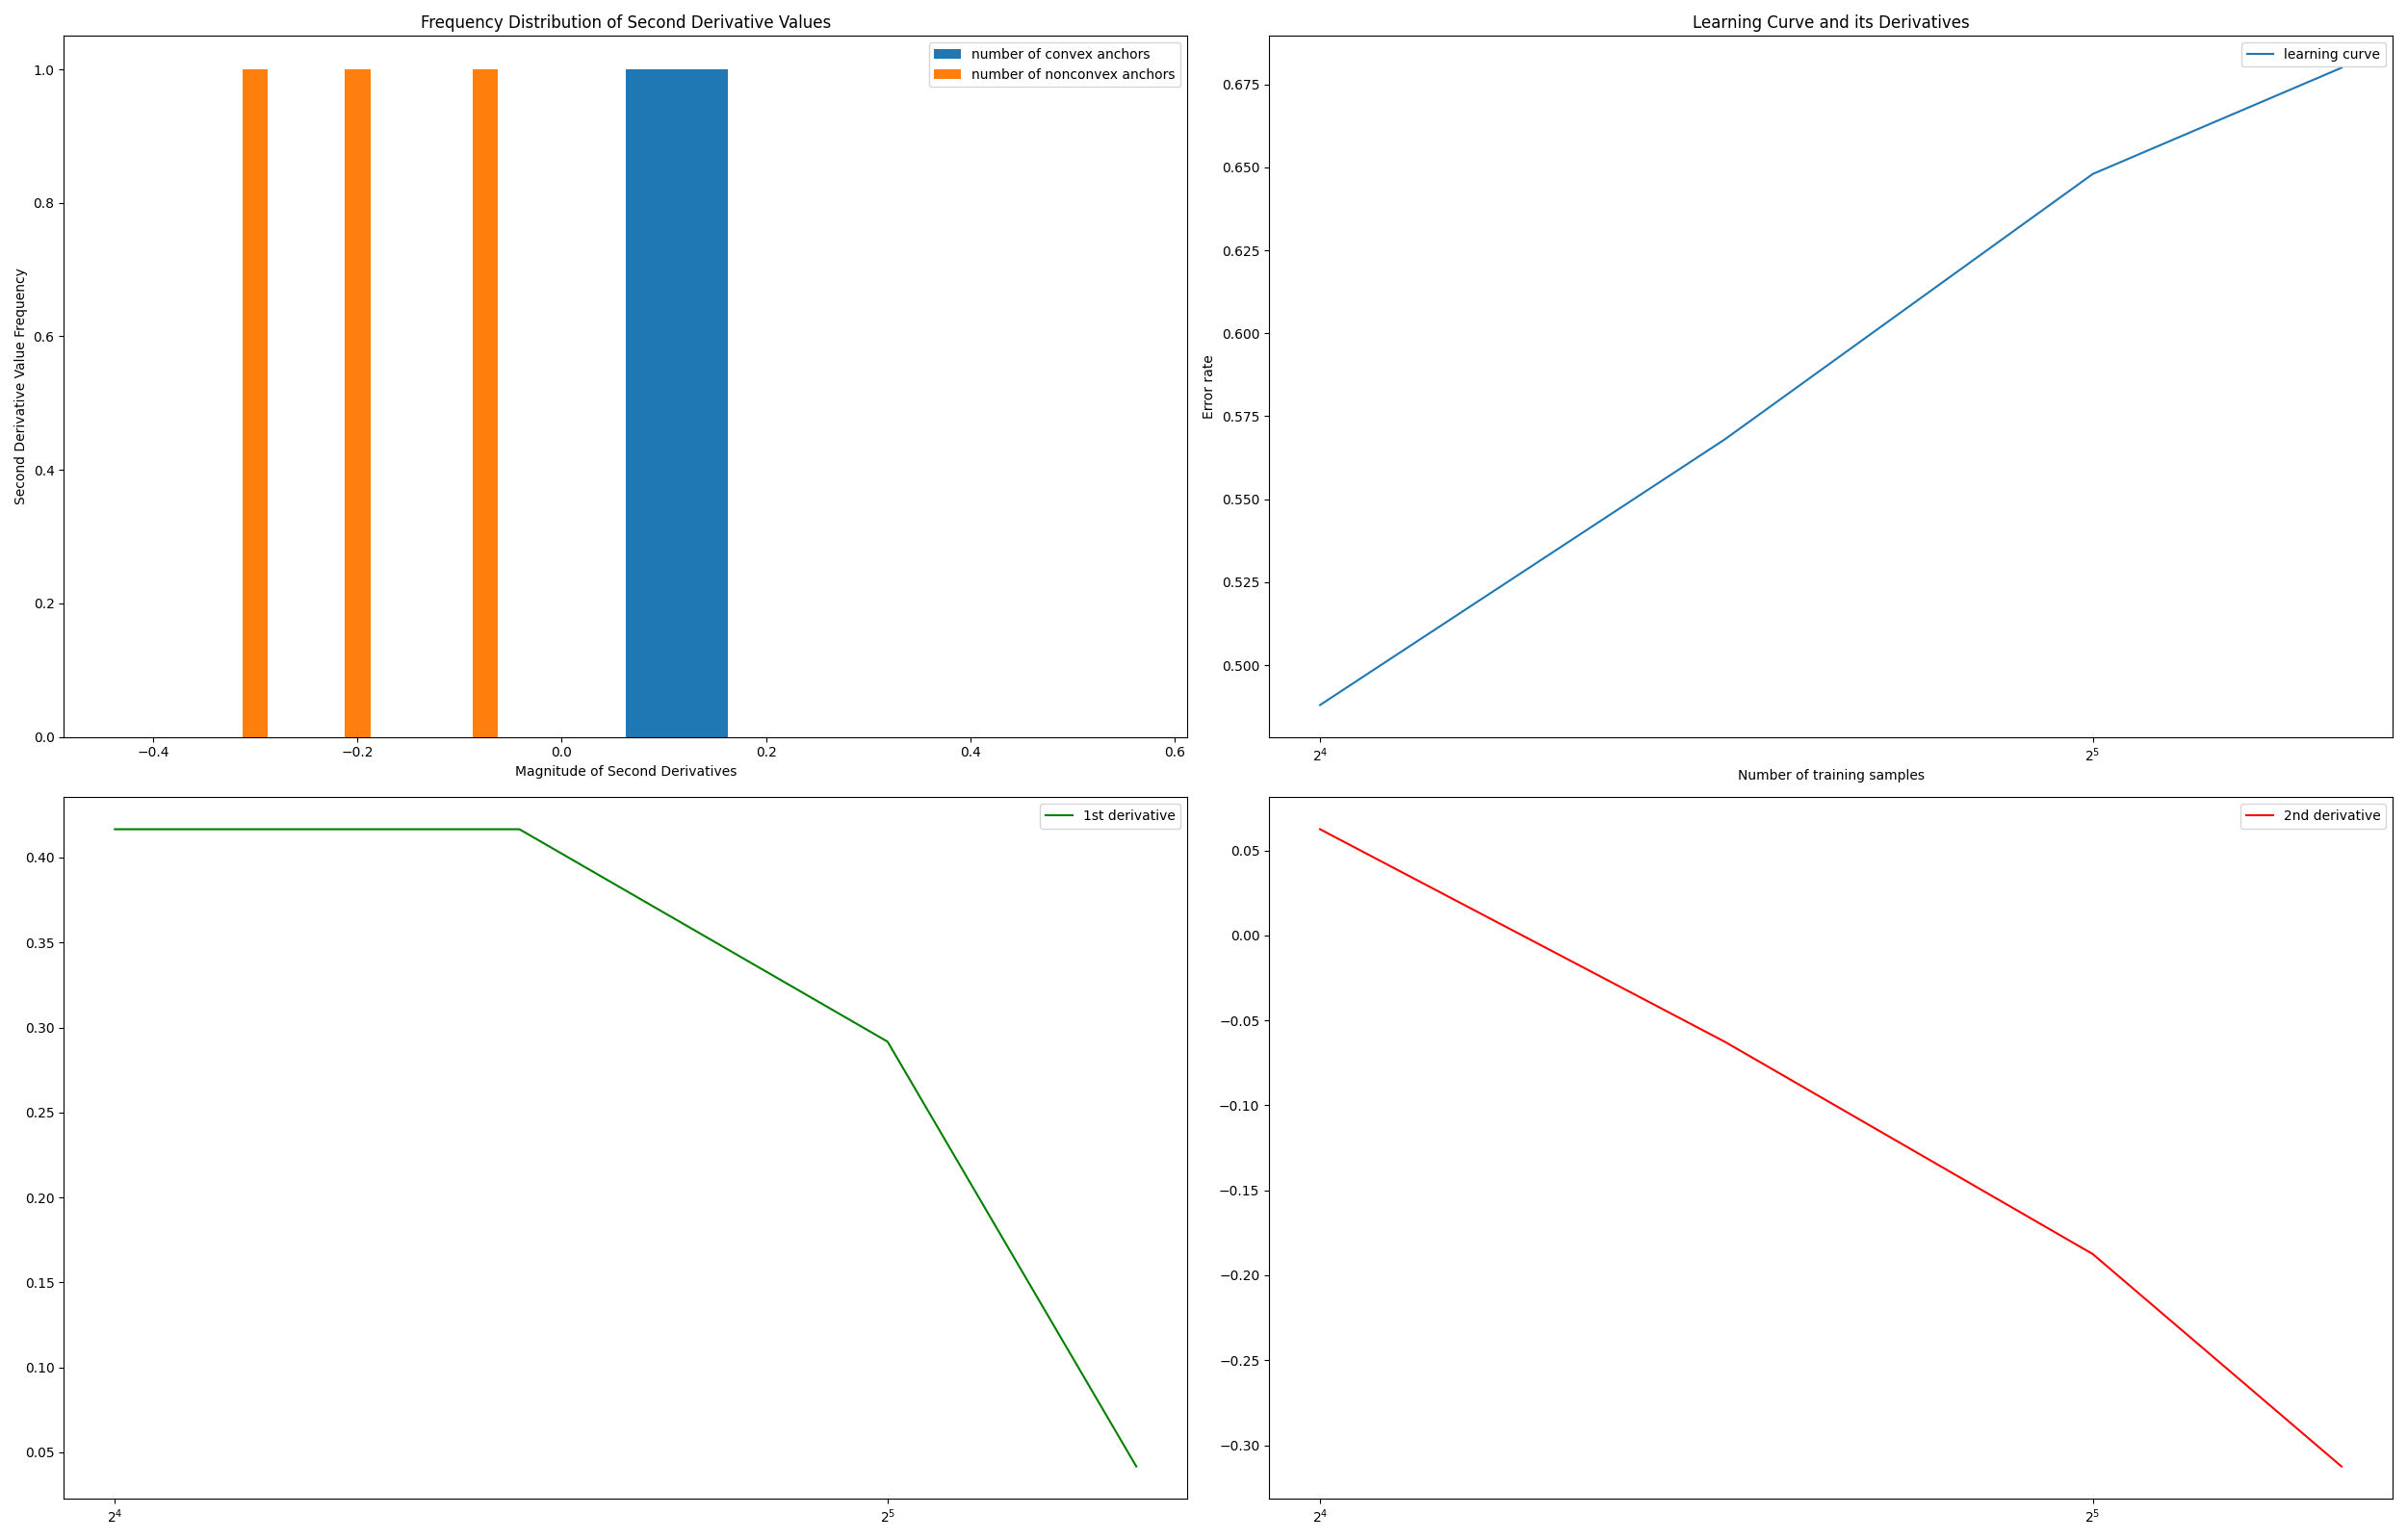 Frequency Distribution of Second Derivative Values
number of convex anchors
number of nonconvex anchors
Second Derivative Value Frequency
1.0
0.8
0.6
0.4
0.2
0.0
−0.4 −0.2 0.0 0.2 0.4 0.6
Magnitude of Second Derivatives
Learning Curve and its Derivatives
learning curve
Error rate
0.675
0.650
0.625
0.600
0.575
0.550
0.525
0.500
2⁴ 2⁵
Number of training samples
1st derivative
0.40
0.35
0.30
0.25
0.20
0.15
0.10
0.05
2⁴ 2⁵
2nd derivative
0.05
0.00
−0.05
−0.10
−0.15
−0.20
−0.25
−0.30
2⁴ 2⁵